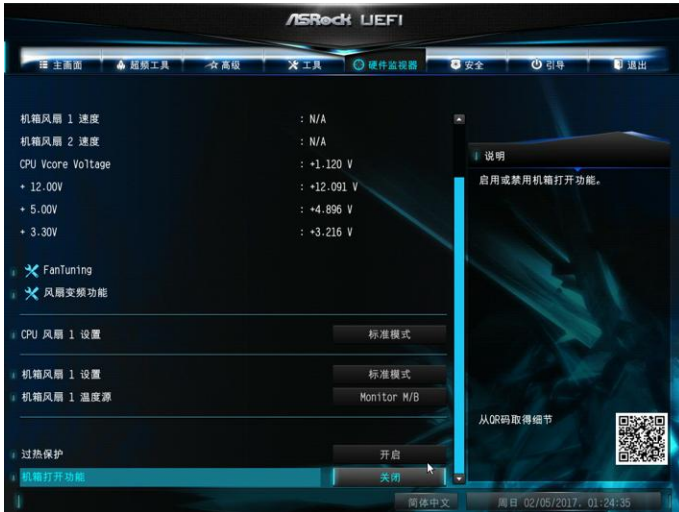 ASRock UEFI
主画面 超频工具 高级 工具 硬件监视器 安全 引导 退出
机箱风扇 1 速度 : N/A
机箱风扇 2 速度 : N/A
CPU Vcore Voltage : +1.120 V
+ 12.00V : +12.091 V
+ 5.00V : +4.896 V
+ 3.30V : +3.216 V
FanTuning
风扇变频功能
CPU 风扇 1 设置 标准模式
机箱风扇 1 设置 标准模式
机箱风扇 1 温度源 Monitor M/B
过热保护 开启
机箱打开功能 关闭
说明
启用或禁用机箱打开功能。
从QR码取得细节
简体中文 周日 02/05/2017. 01:24:35